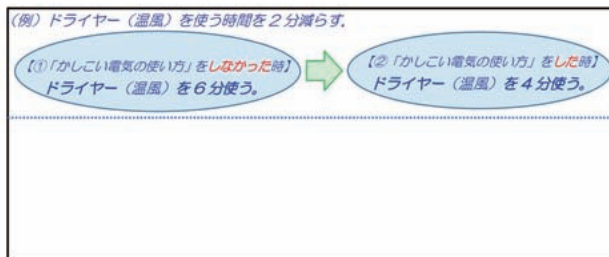 (例)ドライヤー(温風)を使う時間を2分減らす.
【①「かしこい電気の使い方」をしなかった時】
ドライヤー(温風)を6分使う。
【②「かしこい電気の使い方」をした時】
ドライヤー(温風)を4分使う。